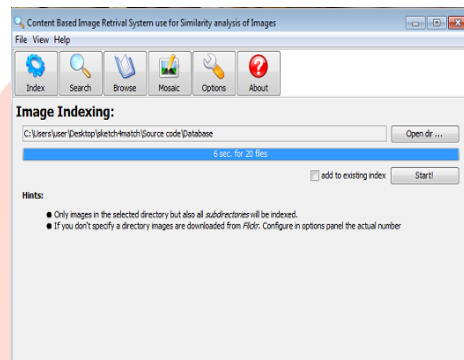 Content Based Image Retrival System use for Similarity analysis of Images
File View Help
Index Search Browse Mosaic Options About
Image Indexing:
C:\Users\user\Desktop\sketch4match\Source code\Database Open dir ...
6 sec. for 20 files
add to existing index Start!
Hints:
Only images in the selected directory but also all subdirectories will be indexed.
If you don't specify a directory images are downloaded from Flickr. Configure in options panel the actual number